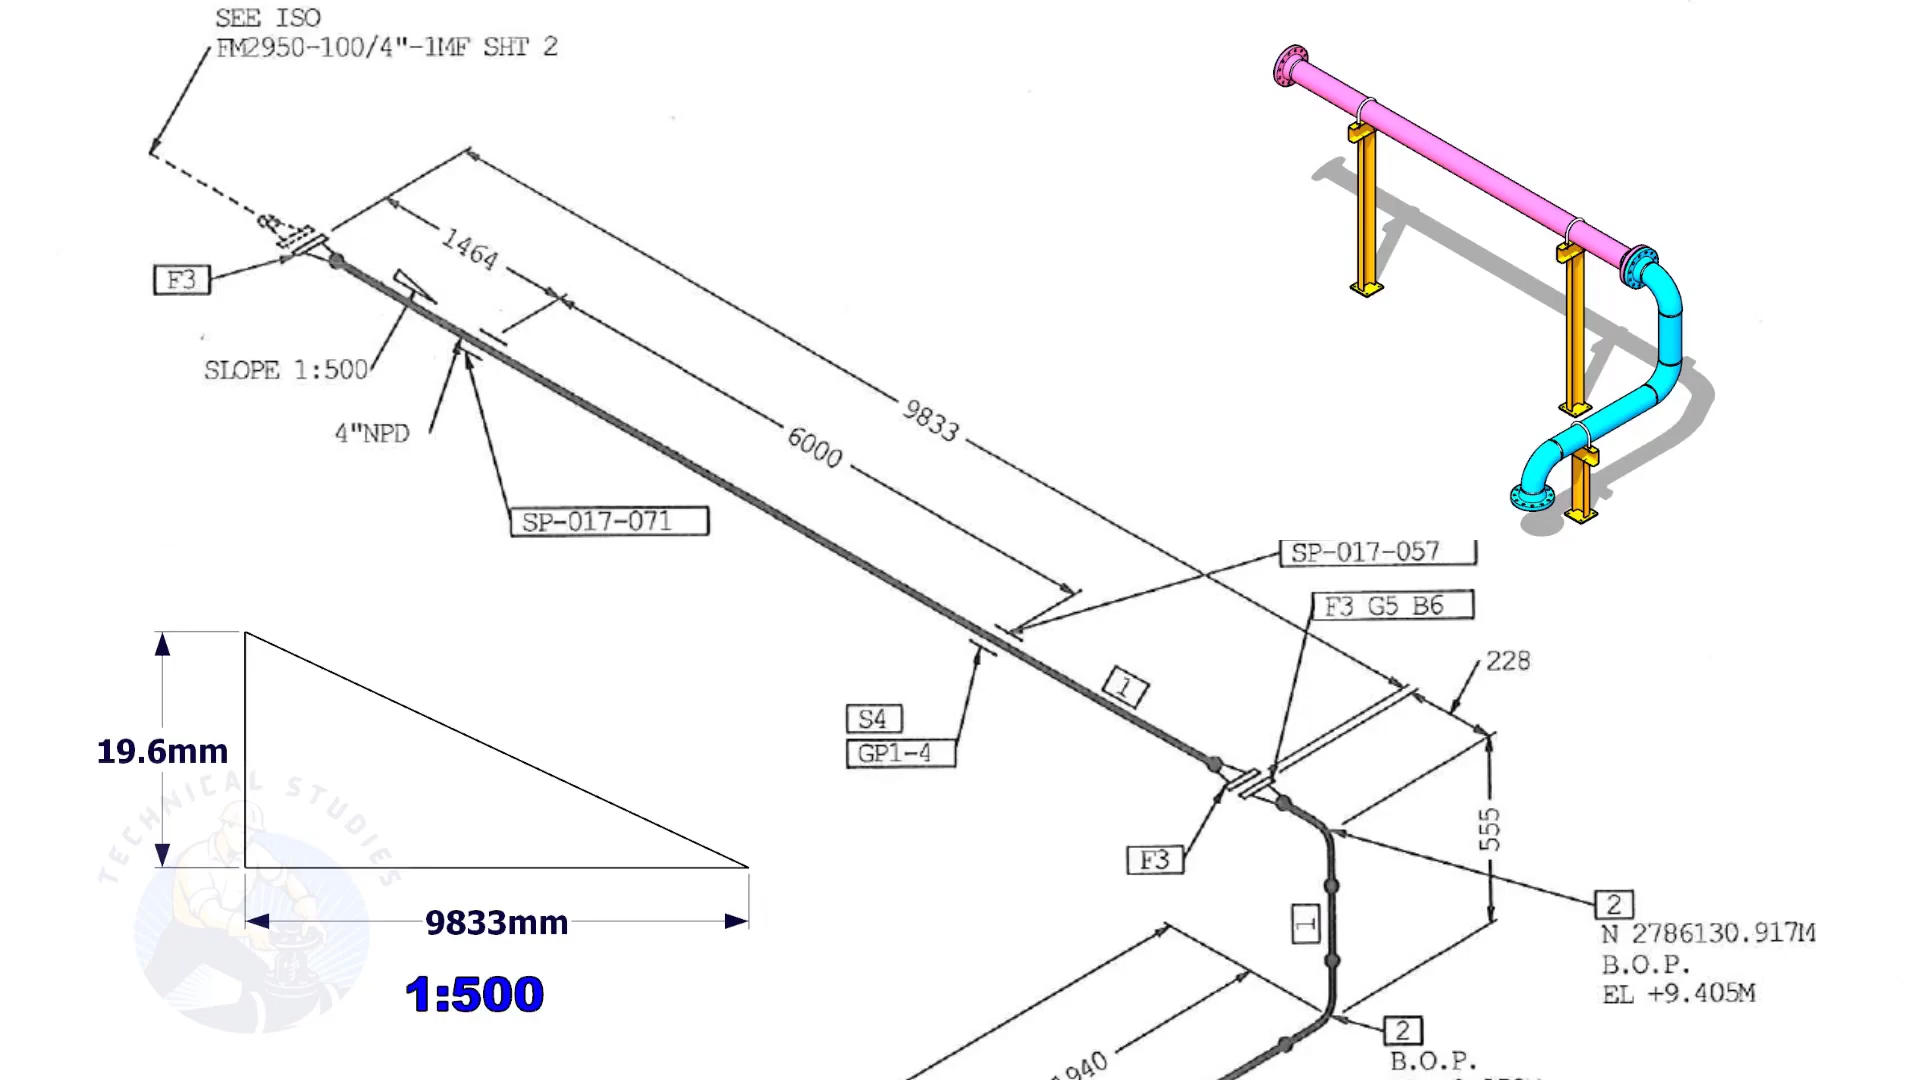 SEE ISO
FM2950-100/4"-1MF SHT 2
1464
F3
SLOPE 1:500
9833
4"NPD
6000
SP-017-071
SP-017-057
F3 G5 B6
1
228
S4
GP1-4
19.6mm
TECHNICAL STUDIES
555
F3
2
N 2786130.917M
9833mm
1
B.O.P.
EL +9.405M
1:500
2
B.O.P.